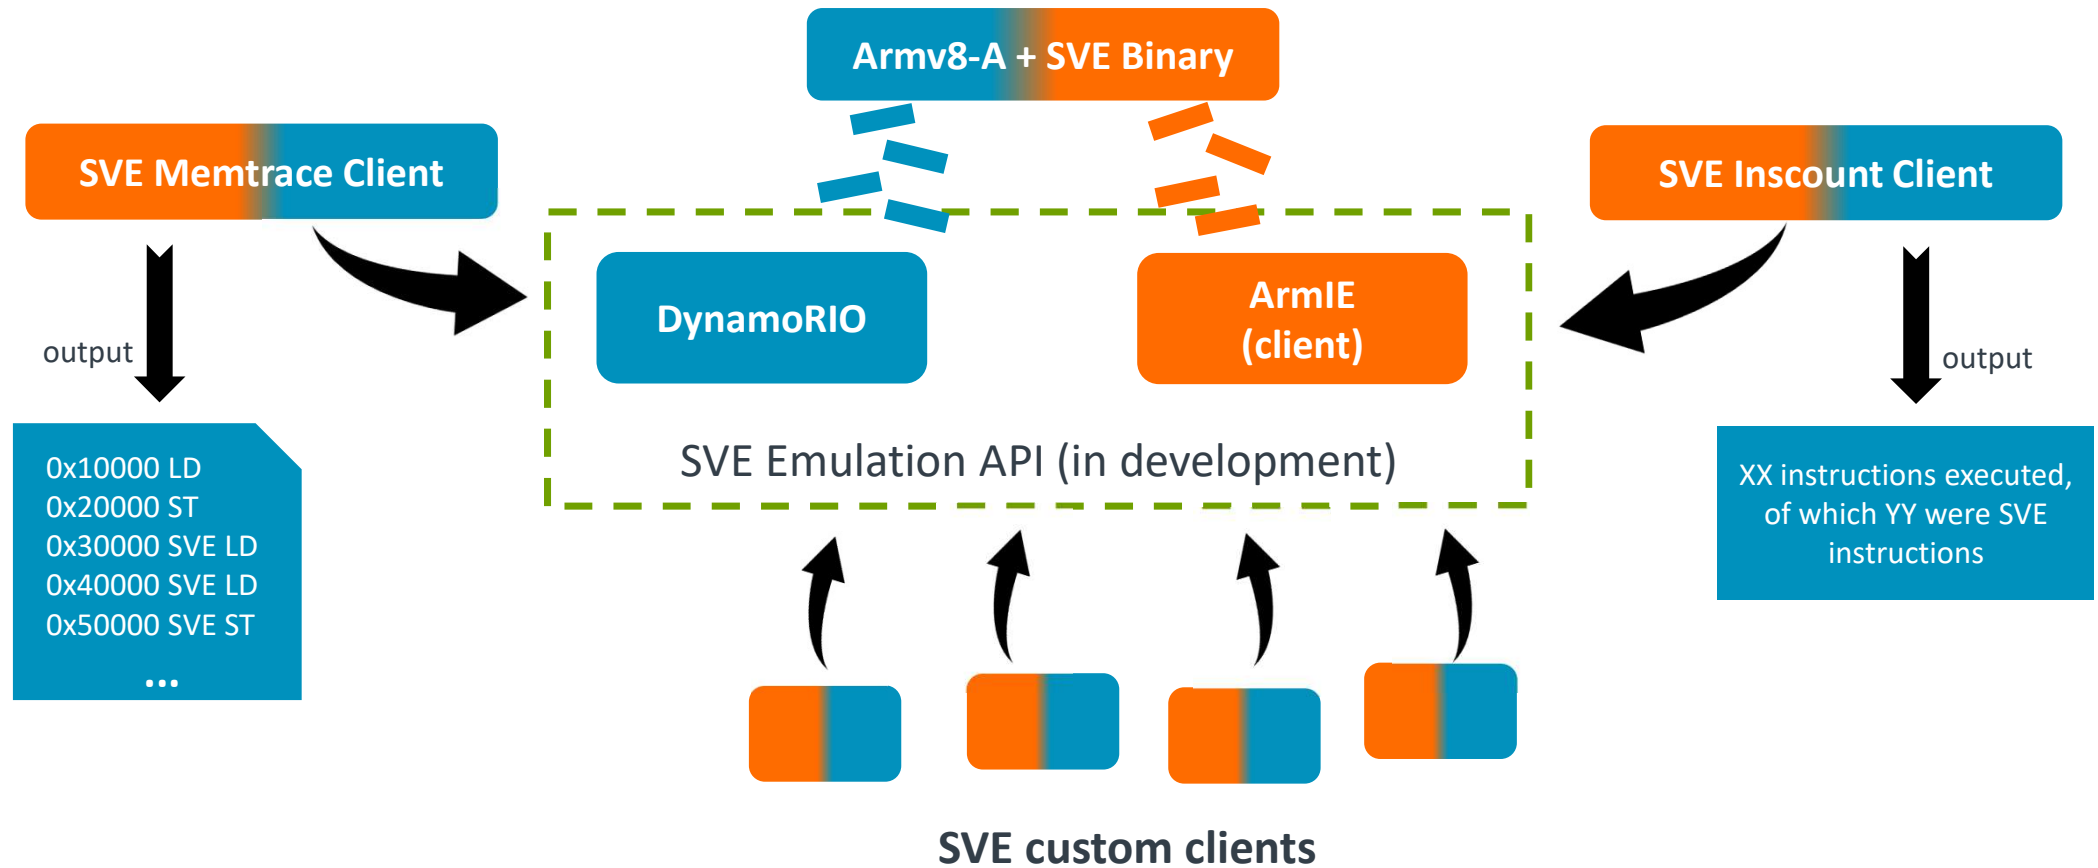 Armv8-A + SVE Binary
SVE Memtrace Client
SVE Inscount Client
DynamoRIO
ArmIE
(client)
output
output
SVE Emulation API (in development)
0x10000 LD
0x20000 ST
0x30000 SVE LD
0x40000 SVE LD
0x50000 SVE ST
...
XX instructions executed,
of which YY were SVE
instructions
SVE custom clients